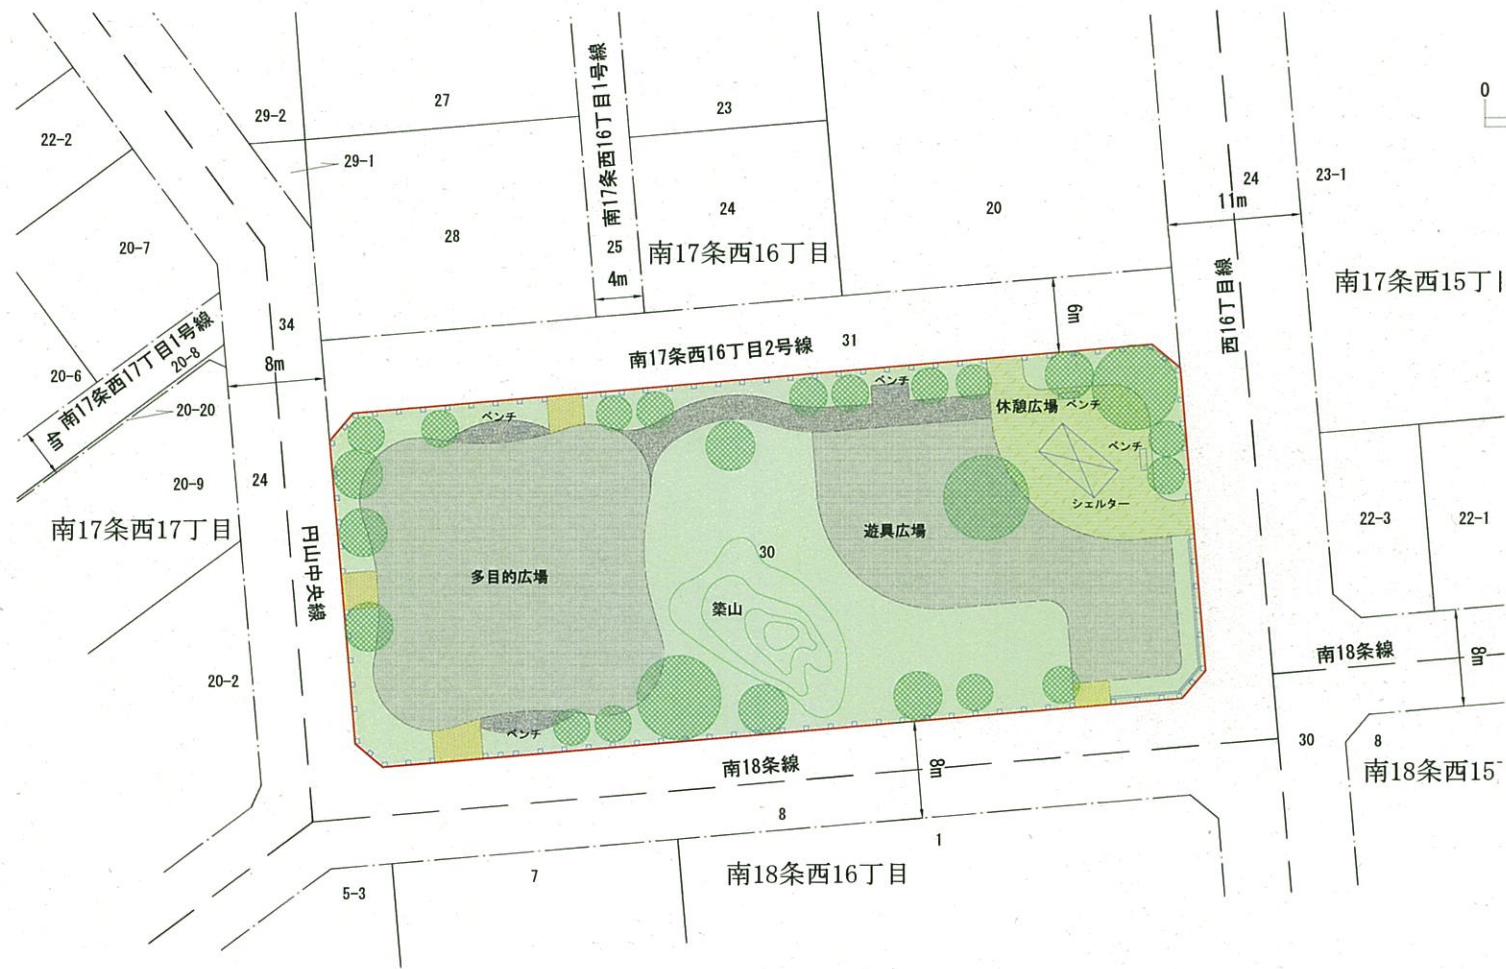 0
29-2
27
23
南17条西16丁目1号線
22-2
29-1
24
23-1
11m
20-7
28
24
20
25
南17条西16丁目
4m
南17条西15丁
西16丁目線
34
6m
8m
南17条西16丁目2号線
31
南17条西17丁目1号線
20-8
20-6
20-20
4m
ベンチ
ベンチ
休憩広場
ベンチ
ベンチ
シェルター
20-9
24
南17条西17丁目
円山中央線
遊具広場
22-3
22-1
多目的広場
30
築山
20-2
南18条線
8m
ベンチ
南18条線
8m
30
8
南18条西15
8
1
5-3
7
南18条西16丁目